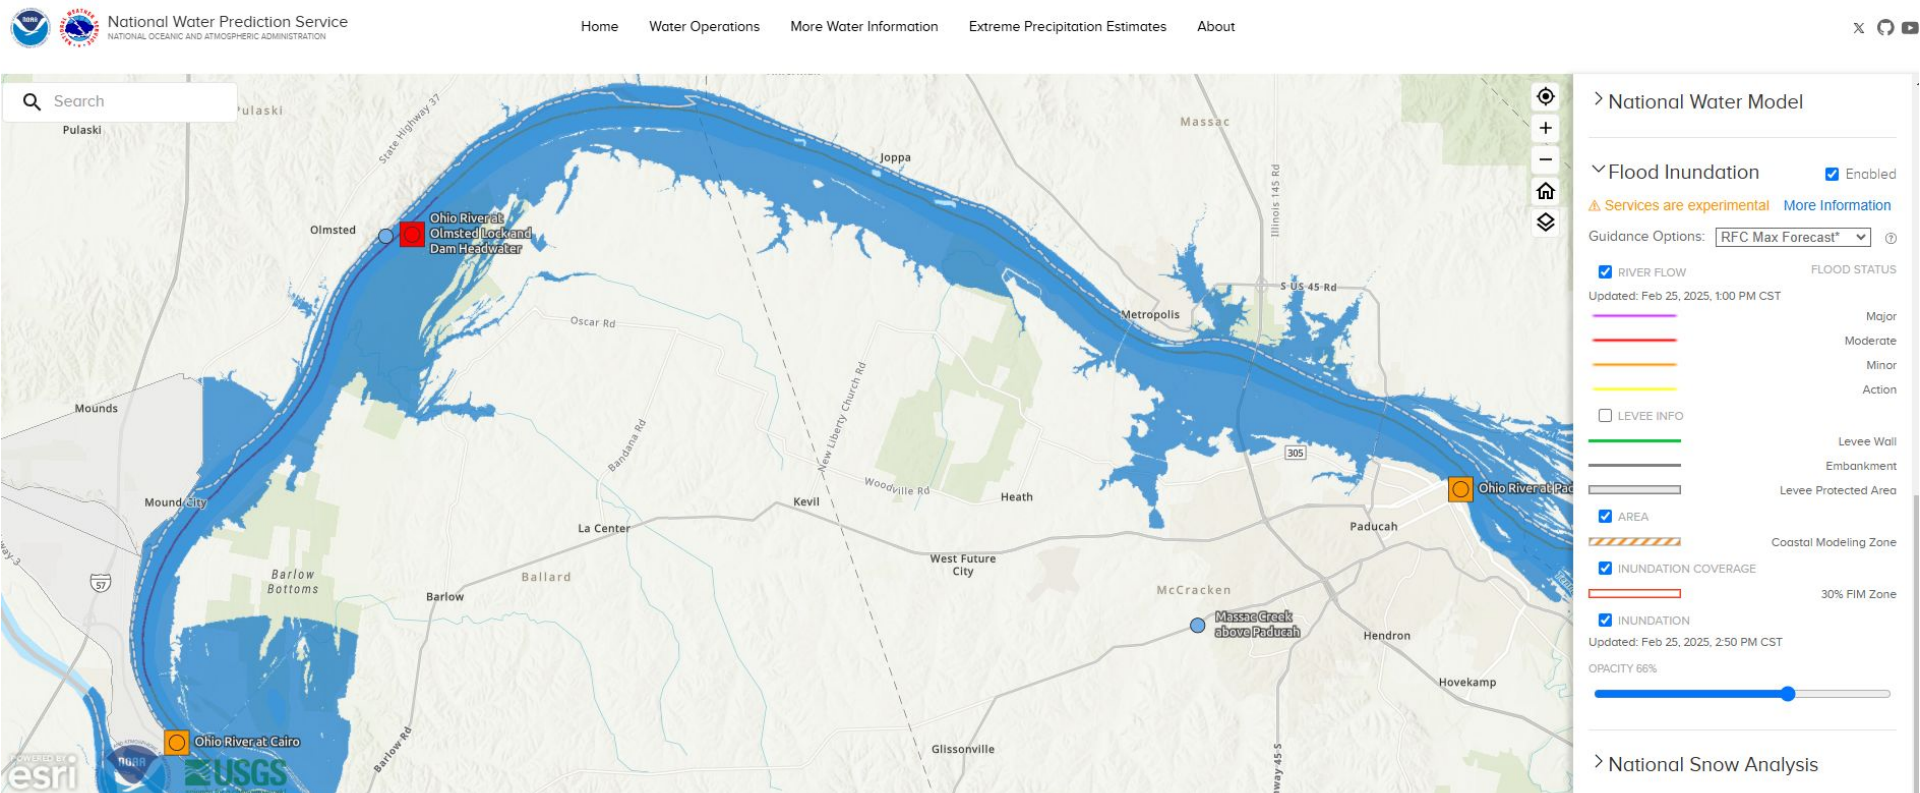 National Water Prediction Service
NATIONAL OCEANIC AND ATMOSPHERIC ADMINISTRATION
Home
Water Operations
More Water Information
Extreme Precipitation Estimates
About
Search
Pulaski
Pulaski
State Highway 37
Massac
Joppa
Illinois 145 Rd
Olmsted
Ohio River at
Olmsted Lock and
Dam Headwater
S US 45 Rd
Metropolis
Oscar Rd
New Liberty Church Rd
Mounds
Bandana Rd
305
Woodville Rd
Ohio River at Pad
Mound City
Kevil
Heath
La Center
Paducah
West Future
City
57
Barlow
Bottoms
Ballard
Barlow
McCracken
Massac Creek
above Paducah
Hendron
Hovekamp
Ohio River at Cairo
Barlow Rd
Glissonville
POWERED BY
esri
NOAA
USGS
National Water Model
Flood Inundation
Enabled
Services are experimental
More Information
Guidance Options:
RFC Max Forecast*
RIVER FLOW
FLOOD STATUS
Updated: Feb 25, 2025, 1:00 PM CST
Major
Moderate
Minor
Action
LEVEE INFO
Levee Wall
Embankment
Levee Protected Area
AREA
Coastal Modeling Zone
INUNDATION COVERAGE
30% FIM Zone
INUNDATION
Updated: Feb 25, 2025, 2:50 PM CST
OPACITY 66%
National Snow Analysis